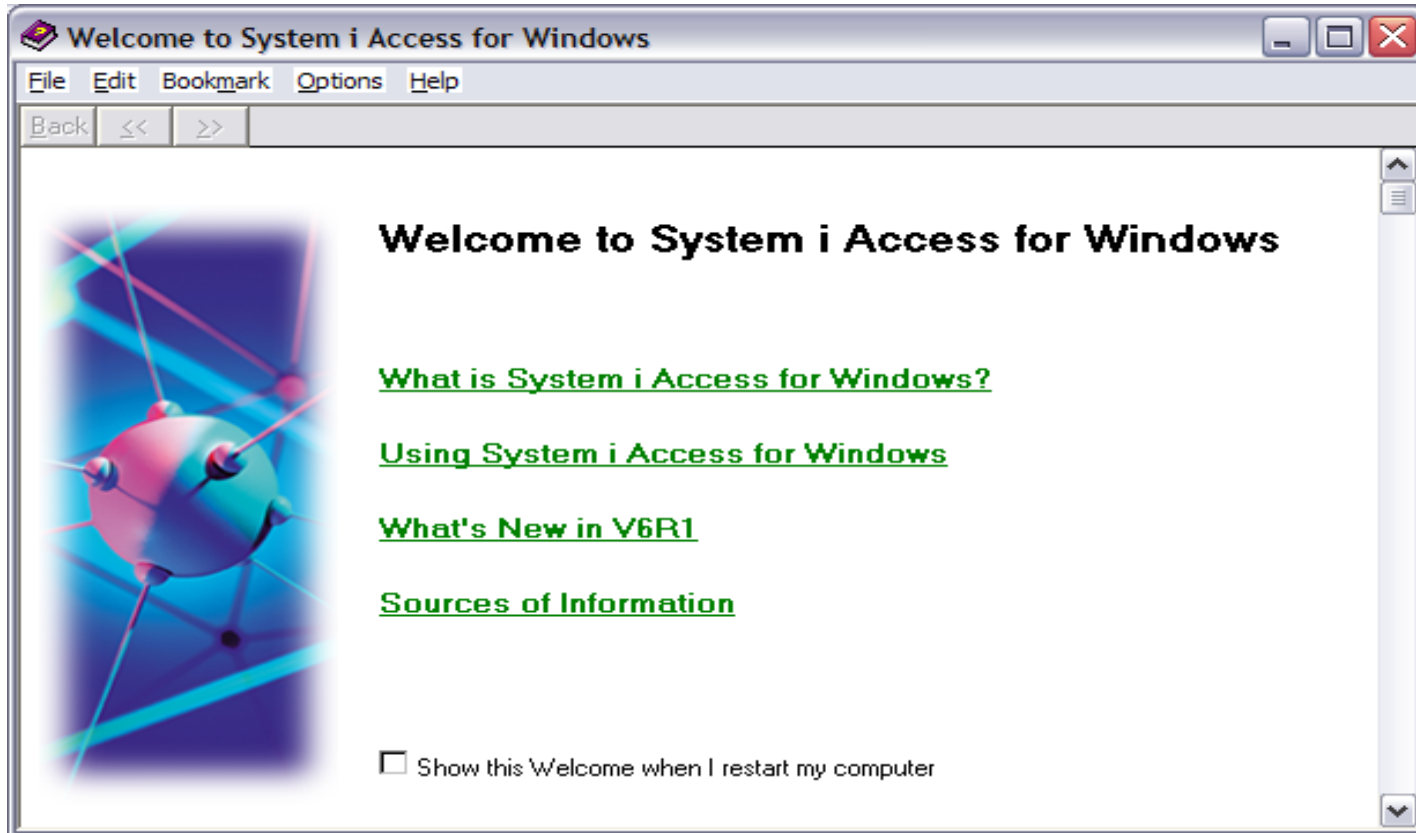 Welcome to System i Access for Windows
File Edit Bookmark Options Help
Back << >>
Welcome to System i Access for Windows
What is System i Access for Windows?
Using System i Access for Windows
What's New in V6R1
Sources of Information
Show this Welcome when I restart my computer